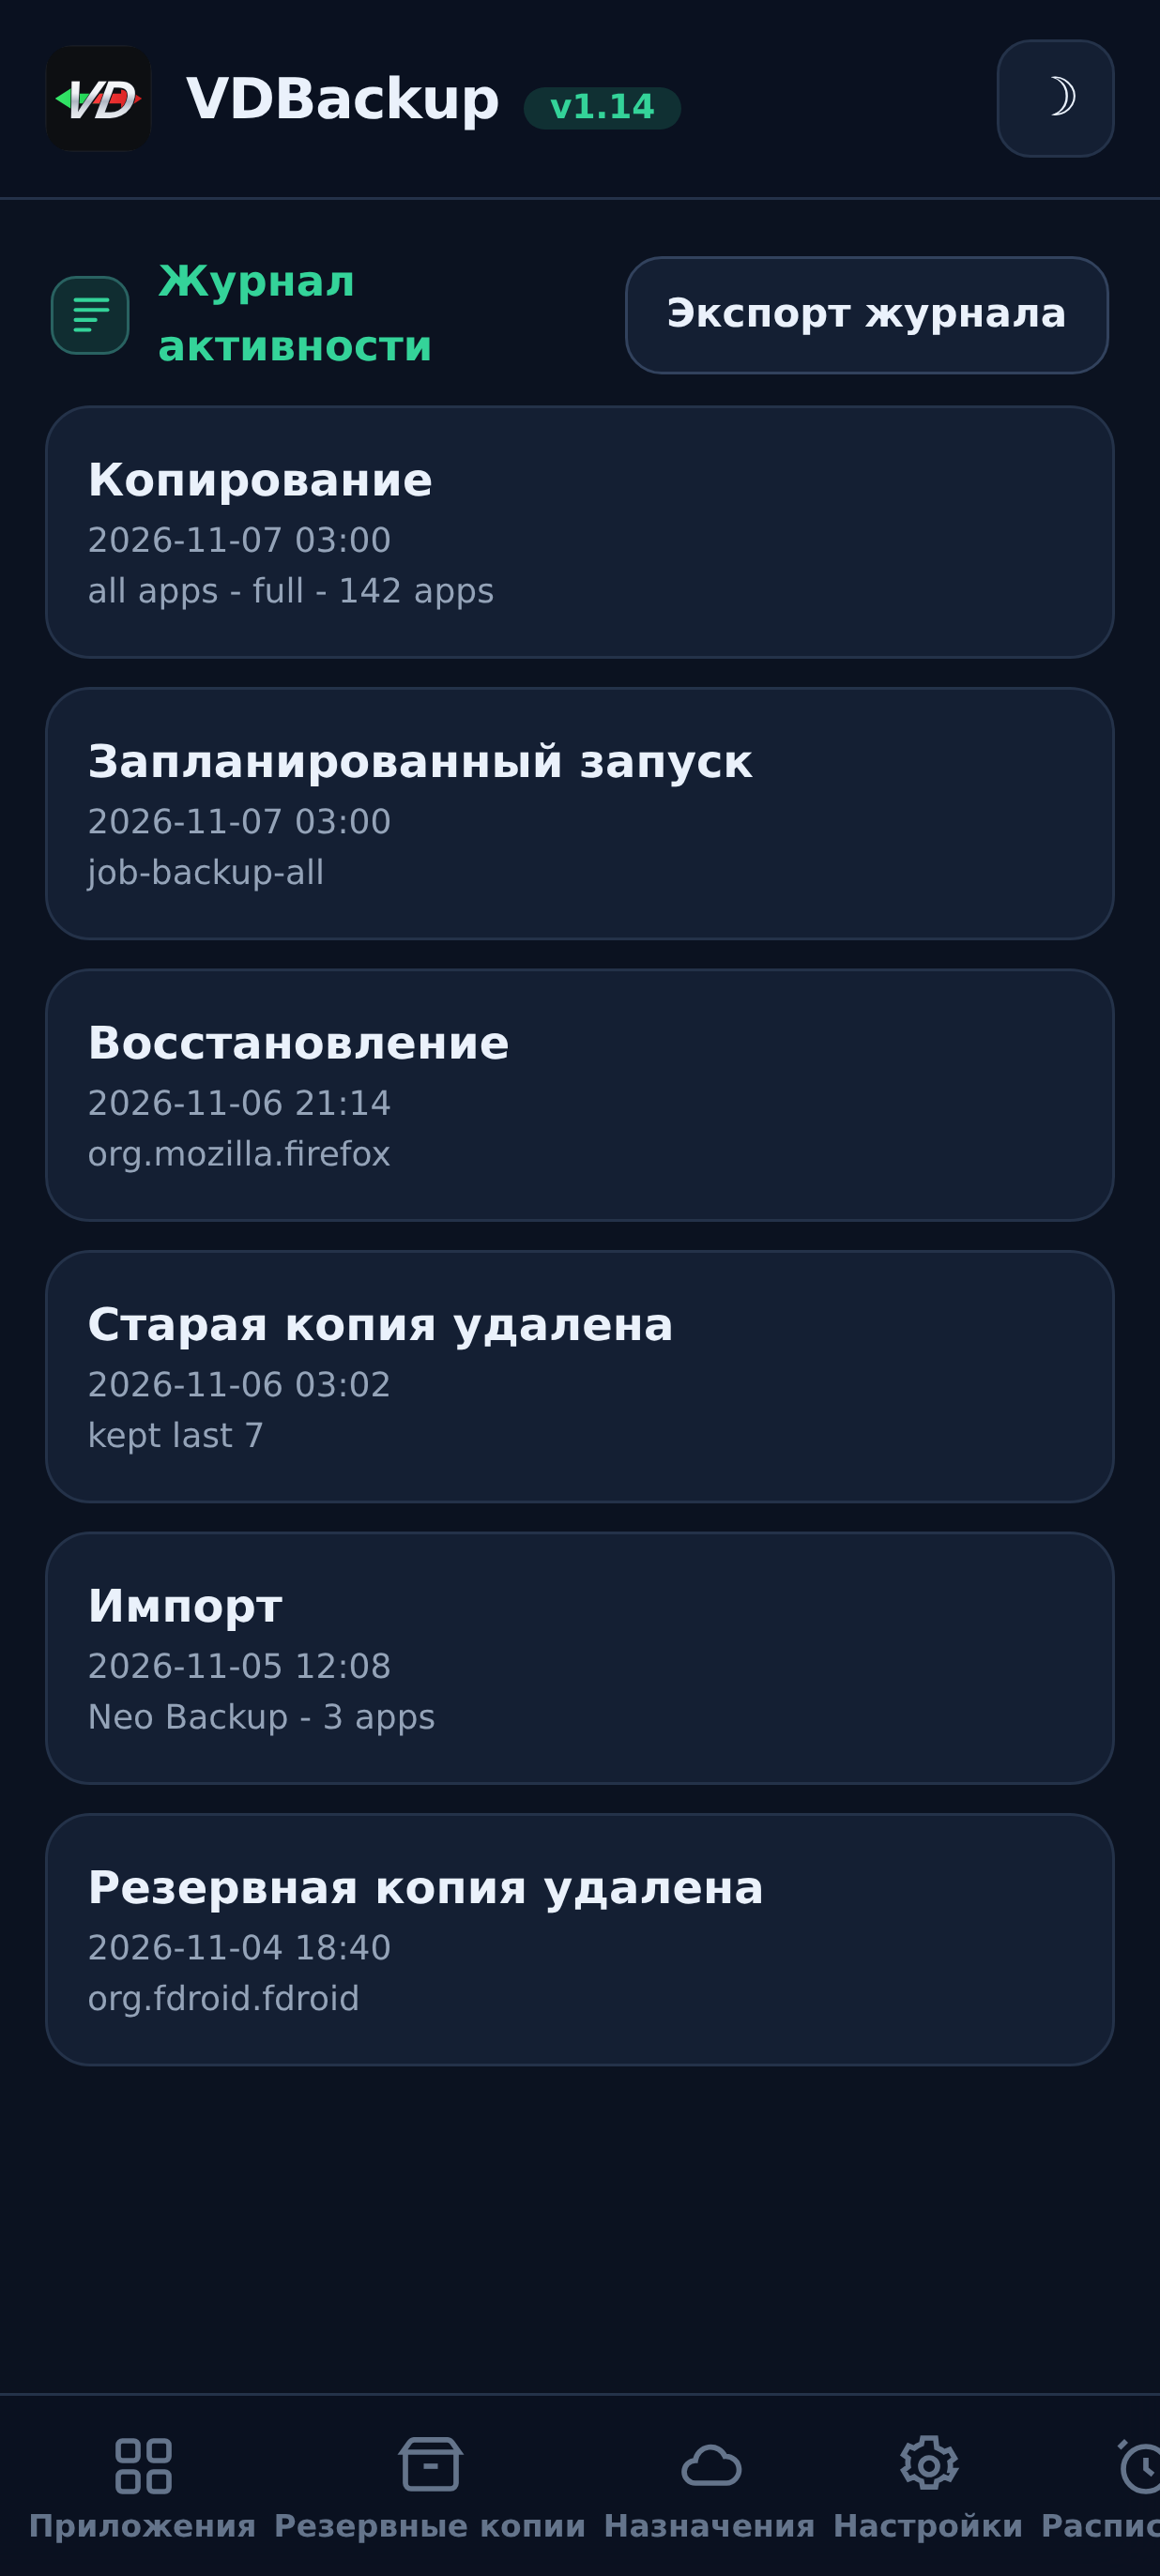 VD
VDBackup v1.14
Журнал
активности
Экспорт журнала
Копирование
2026-11-07 03:00
all apps - full - 142 apps
Запланированный запуск
2026-11-07 03:00
job-backup-all
Восстановление
2026-11-06 21:14
org.mozilla.firefox
Старая копия удалена
2026-11-06 03:02
kept last 7
Импорт
2026-11-05 12:08
Neo Backup - 3 apps
Резервная копия удалена
2026-11-04 18:40
org.fdroid.fdroid
Приложения Резервные копии Назначения Настройки